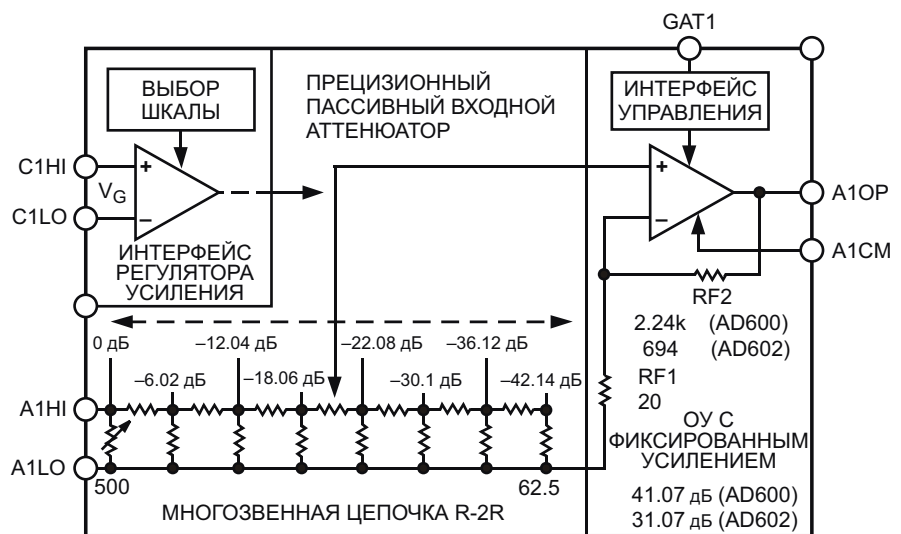 GAT1
ВЫБОР
ШКАЛЫ
ПРЕЦИЗИОННЫЙ
ПАССИВНЫЙ ВХОДНОЙ
АТТЕНЮАТОР
ИНТЕРФЕЙС
УПРАВЛЕНИЯ
C1HI
+
VG
C1LO
–
ИНТЕРФЕЙС
РЕГУЛЯТОРА
УСИЛЕНИЯ
+
–
A1OP
A1CM
RF2
2.24k (AD600)
694 (AD602)
RF1
20
0 дБ
–12.04 дБ
–22.08 дБ
–36.12 дБ
–6.02 дБ
–18.06 дБ
–30.1 дБ
–42.14 дБ
A1HI
A1LO
500
62.5
МНОГОЗВЕННАЯ ЦЕПОЧКА R-2R
ОУ С
ФИКСИРОВАННЫМ
УСИЛЕНИЕМ
41.07 дБ (AD600)
31.07 дБ (AD602)